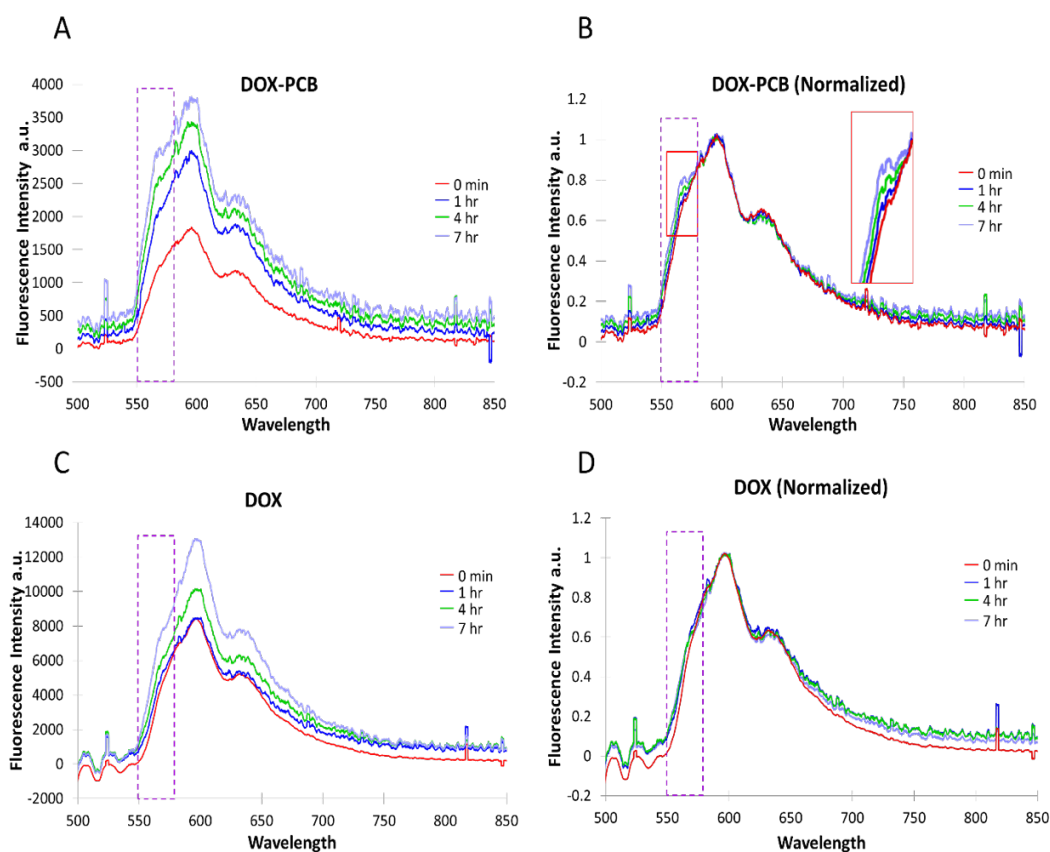 A
DOX-PCB
Fluorescence Intensity a.u.
4000
3500
3000
2500
2000
1500
1000
500
0
-500
500 550 600 650 700 750 800 850
Wavelength
0 min
1 hr
4 hr
7 hr
B
DOX-PCB (Normalized)
Fluorescence Intensity a.u.
1.2
1
0.8
0.6
0.4
0.2
0
-0.2
500 550 600 650 700 750 800 850
Wavelength
0 min
1 hr
4 hr
7 hr
C
DOX
Fluorescence Intensity a.u.
14000
12000
10000
8000
6000
4000
2000
0
-2000
500 550 600 650 700 750 800 850
Wavelength
0 min
1 hr
4 hr
7 hr
D
DOX (Normalized)
Fluorescence Intensity a.u.
1.2
1
0.8
0.6
0.4
0.2
0
-0.2
500 550 600 650 700 750 800 850
Wavelength
0 min
1 hr
4 hr
7 hr